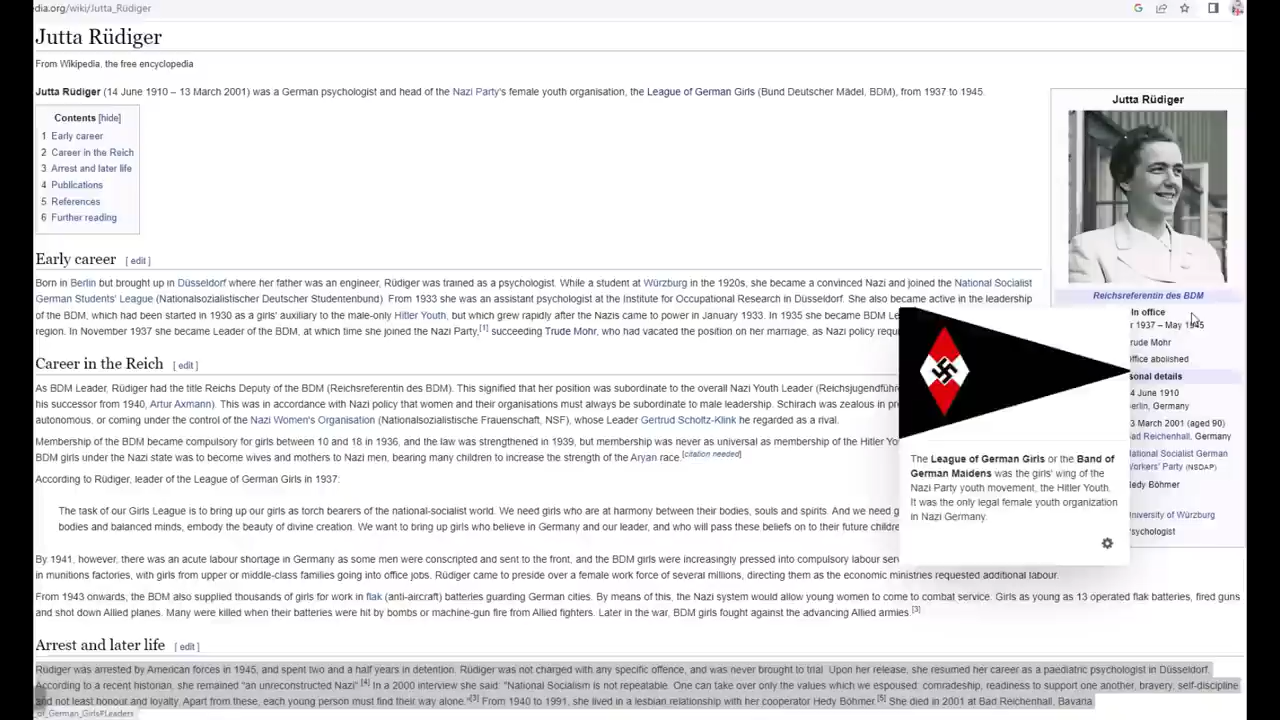 dia.org/wiki/Jutta_Rüdiger
Jutta Rüdiger
From Wikipedia, the free encyclopedia
Jutta Rüdiger (14 June 1910 – 13 March 2001) was a German psychologist and head of the Nazi Party's female youth organisation, the League of German Girls (Bund Deutscher Mädel, BDM), from 1937 to 1945.
Contents [hide]
1 Early career
2 Career in the Reich
3 Arrest and later life
4 Publications
5 References
6 Further reading
Jutta Rüdiger
Reichsreferentin des BDM
In office
r 1937 – May 1945
rude Mohr
ffice abolished
sonal details
4 June 1910
erlin, Germany
3 March 2001 (aged 90)
ad Reichenhall, Germany
ational Socialist German
orkers' Party (NSDAP)
edy Böhmer
niversity of Würzburg
sychologist
Early career [ edit ]
Born in Berlin but brought up in Düsseldorf where her father was an engineer, Rüdiger was trained as a psychologist. While a student at Würzburg in the 1920s, she became a convinced Nazi and joined the National Socialist
German Students' League (Nationalsozialistischer Deutscher Studentenbund). From 1933 she was an assistant psychologist at the Institute for Occupational Research in Düsseldorf. She also became active in the leadership
of the BDM, which had been started in 1930 as a girls' auxiliary to the male-only Hitler Youth, but which grew rapidly after the Nazis came to power in January 1933. In 1935 she became BDM Le
region. In November 1937 she became Leader of the BDM, at which time she joined the Nazi Party,[1] succeeding Trude Mohr, who had vacated the position on her marriage, as Nazi policy requ
Career in the Reich [ edit ]
As BDM Leader, Rüdiger had the title Reichs Deputy of the BDM (Reichsreferentin des BDM). This signified that her position was subordinate to the overall Nazi Youth Leader (Reichsjugendführ
his successor from 1940, Artur Axmann). This was in accordance with Nazi policy that women and their organisations must always be subordinate to male leadership. Schirach was zealous in pr
autonomous, or coming under the control of the Nazi Women's Organisation (Nationalsozialistische Frauenschaft, NSF), whose Leader Gertrud Scholtz-Klink he regarded as a rival.
Membership of the BDM became compulsory for girls between 10 and 18 in 1936, and the law was strengthened in 1939, but membership was never as universal as membership of the Hitler Yo
BDM girls under the Nazi state was to become wives and mothers to Nazi men, bearing many children to increase the strength of the Aryan race.[citation needed]
According to Rüdiger, leader of the League of German Girls in 1937:
The task of our Girls League is to bring up our girls as torch bearers of the national-socialist world. We need girls who are at harmony between their bodies, souls and spirits. And we need g
bodies and balanced minds, embody the beauty of divine creation. We want to bring up girls who believe in Germany and our leader, and who will pass these beliefs on to their future childre
The League of German Girls or the Band of
German Maidens was the girls' wing of the
Nazi Party youth movement, the Hitler Youth.
It was the only legal female youth organization
in Nazi Germany.
By 1941, however, there was an acute labour shortage in Germany as some men were conscripted and sent to the front, and the BDM girls were increasingly pressed into compulsory labour serv
in munitions factories, with girls from upper or middle-class families going into office jobs. Rüdiger came to preside over a female work force of several millions, directing them as the economic ministries requested additional labour.
From 1943 onwards, the BDM also supplied thousands of girls for work in flak (anti-aircraft) batteries guarding German cities. By means of this, the Nazi system would allow young women to come to combat service. Girls as young as 13 operated flak batteries, fired guns
and shot down Allied planes. Many were killed when their batteries were hit by bombs or machine-gun fire from Allied fighters. Later in the war, BDM girls fought against the advancing Allied armies.[3]
Arrest and later life [ edit ]
Rüdiger was arrested by American forces in 1945, and spent two and a half years in detention. Rüdiger was not charged with any specific offence, and was never brought to trial. Upon her release, she resumed her career as a paediatric psychologist in Düsseldorf.
According to a recent historian, she remained "an unreconstructed Nazi".[4] In a 2000 interview she said: "National Socialism is not repeatable. One can take over only the values which we espoused: comradeship, readiness to support one another, bravery, self-discipline
and not least honour and loyalty. Apart from these, each young person must find their way alone."[3] From 1940 to 1991, she lived in a lesbian relationship with her cooperator Hedy Böhmer.[5] She died in 2001 at Bad Reichenhall, Bavaria
_of_German_Girls#Leaders